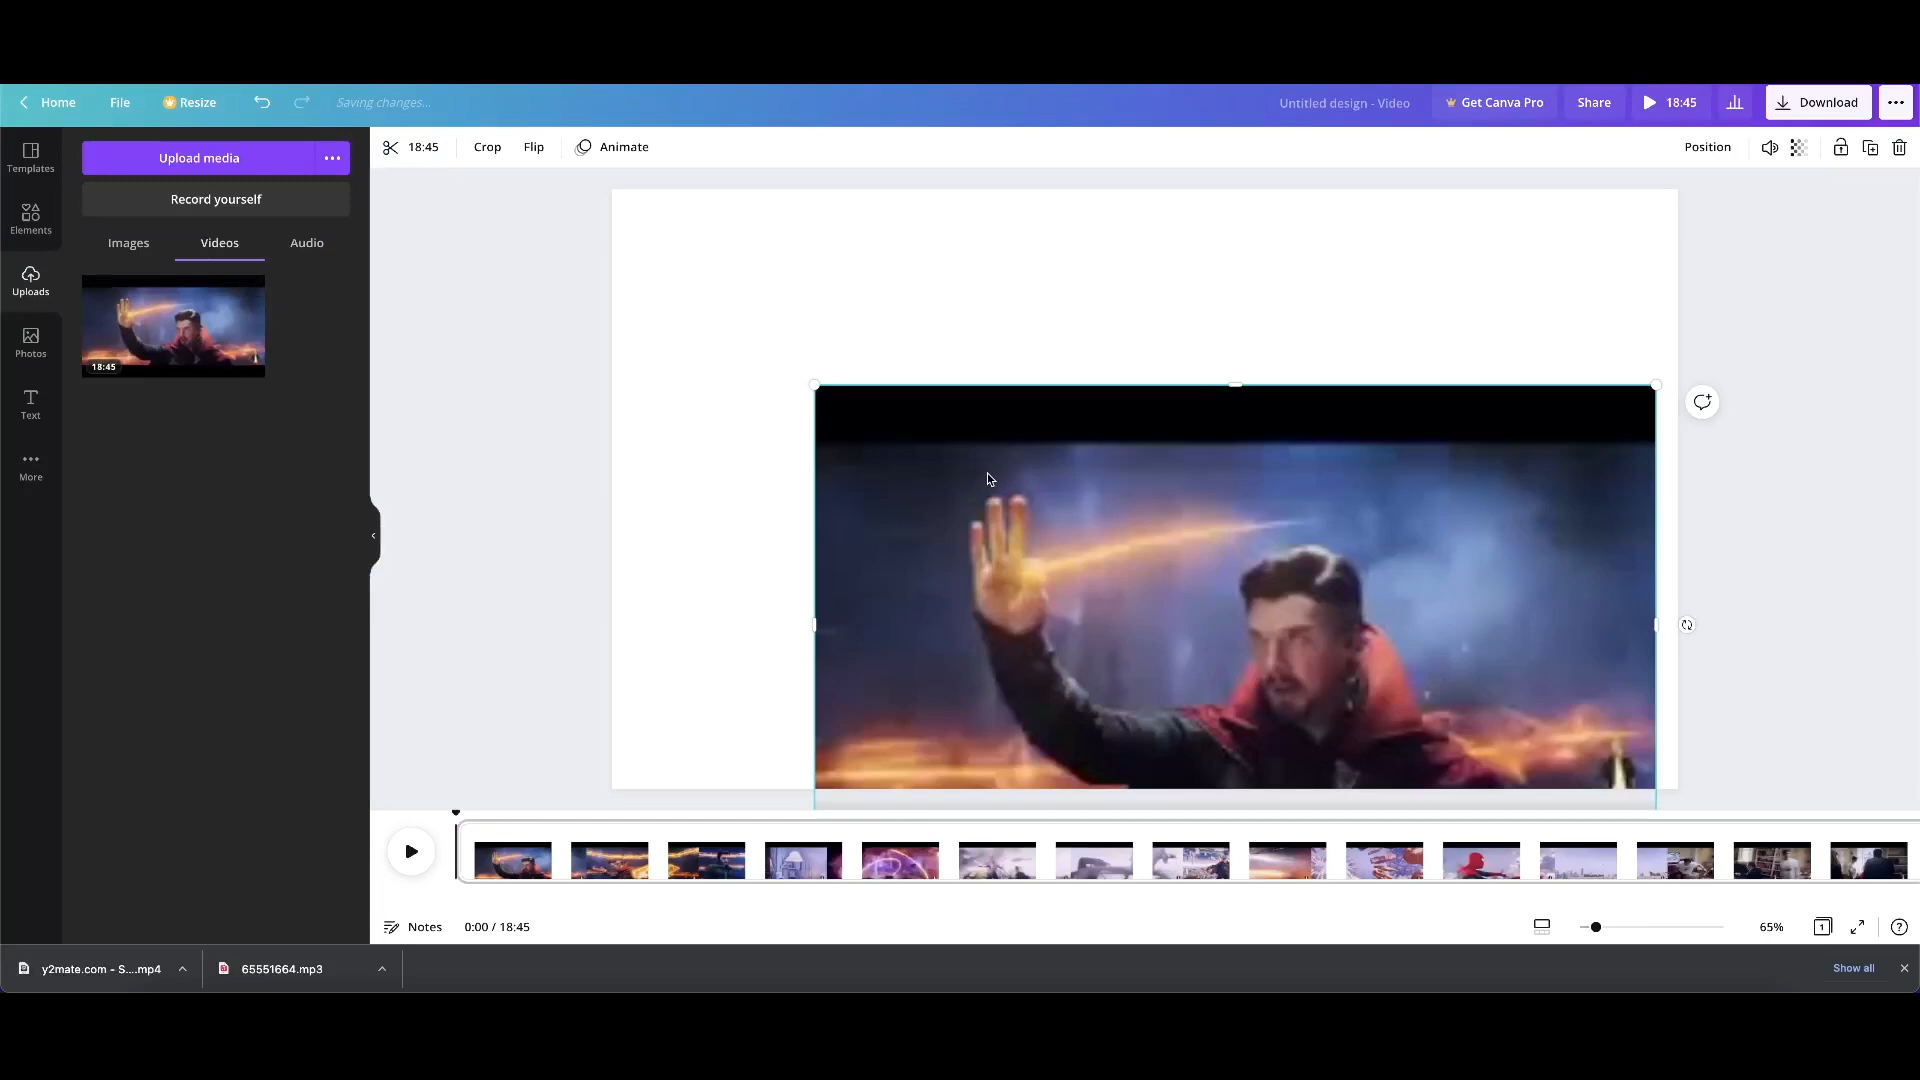 Home File Resize Saving changes... Untitled design - Video Get Canva Pro Share 18:45 Download
18:45 Crop Flip Animate Position
Templates
Elements
Uploads
Photos
Text
More
Upload media
Record yourself
Images Videos Audio
18:45
Notes 0:00 / 18:45 65% 1 ?
y2mate.com - S....mp4 65551664.mp3 Show all